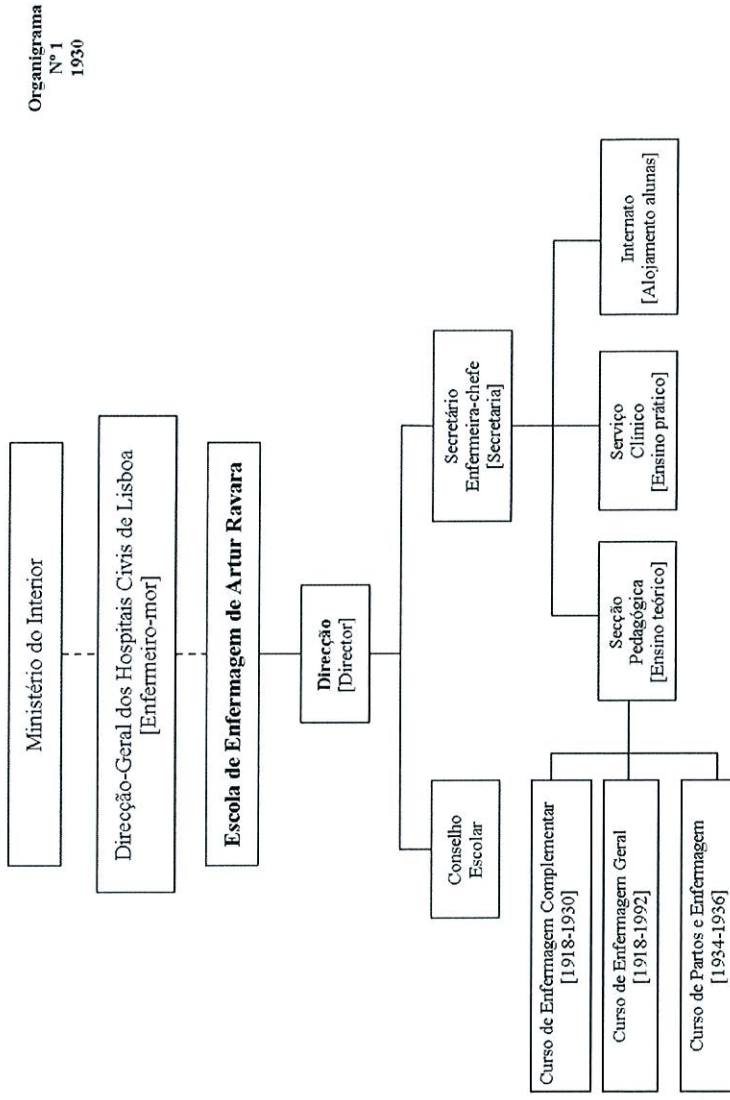 Organigrama
Nº 1
1930
Ministério do Interior
Direcção-Geral dos Hospitais Civis de Lisboa
[Enfermeiro-mor]
Escola de Enfermagem de Artur Ravara
Direcção
[Director]
Conselho
Escolar
Secretário
Enfermeira-chefe
[Secretaria]
Secção
Pedagógica
[Ensino teórico]
Serviço
Clínico
[Ensino prático]
Internato
[Alojamento alunas]
Curso de Enfermagem Complementar
[1918-1930]
Curso de Enfermagem Geral
[1918-1992]
Curso de Partos e Enfermagem
[1934-1936]